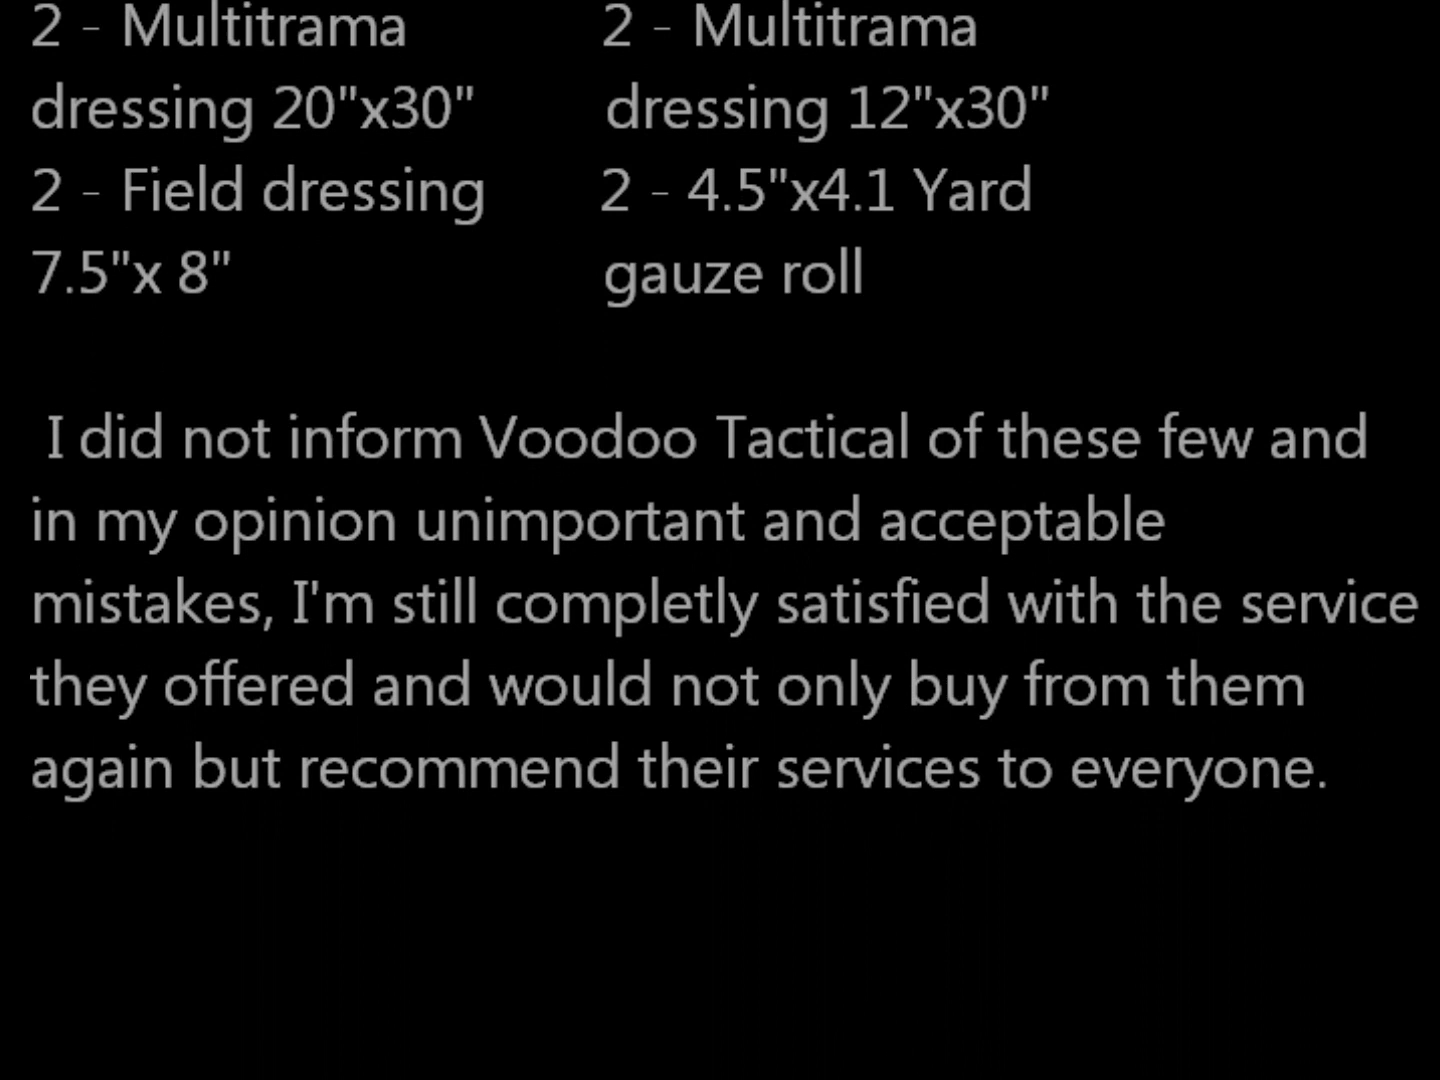 2 - Multitrama 2 - Multitrama
dressing 20"x30" dressing 12"x30"
2 - Field dressing 2 - 4.5"x4.1 Yard
7.5"x 8" gauze roll
I did not inform Voodoo Tactical of these few and
in my opinion unimportant and acceptable
mistakes, I'm still completly satisfied with the service
they offered and would not only buy from them
again but recommend their services to everyone.